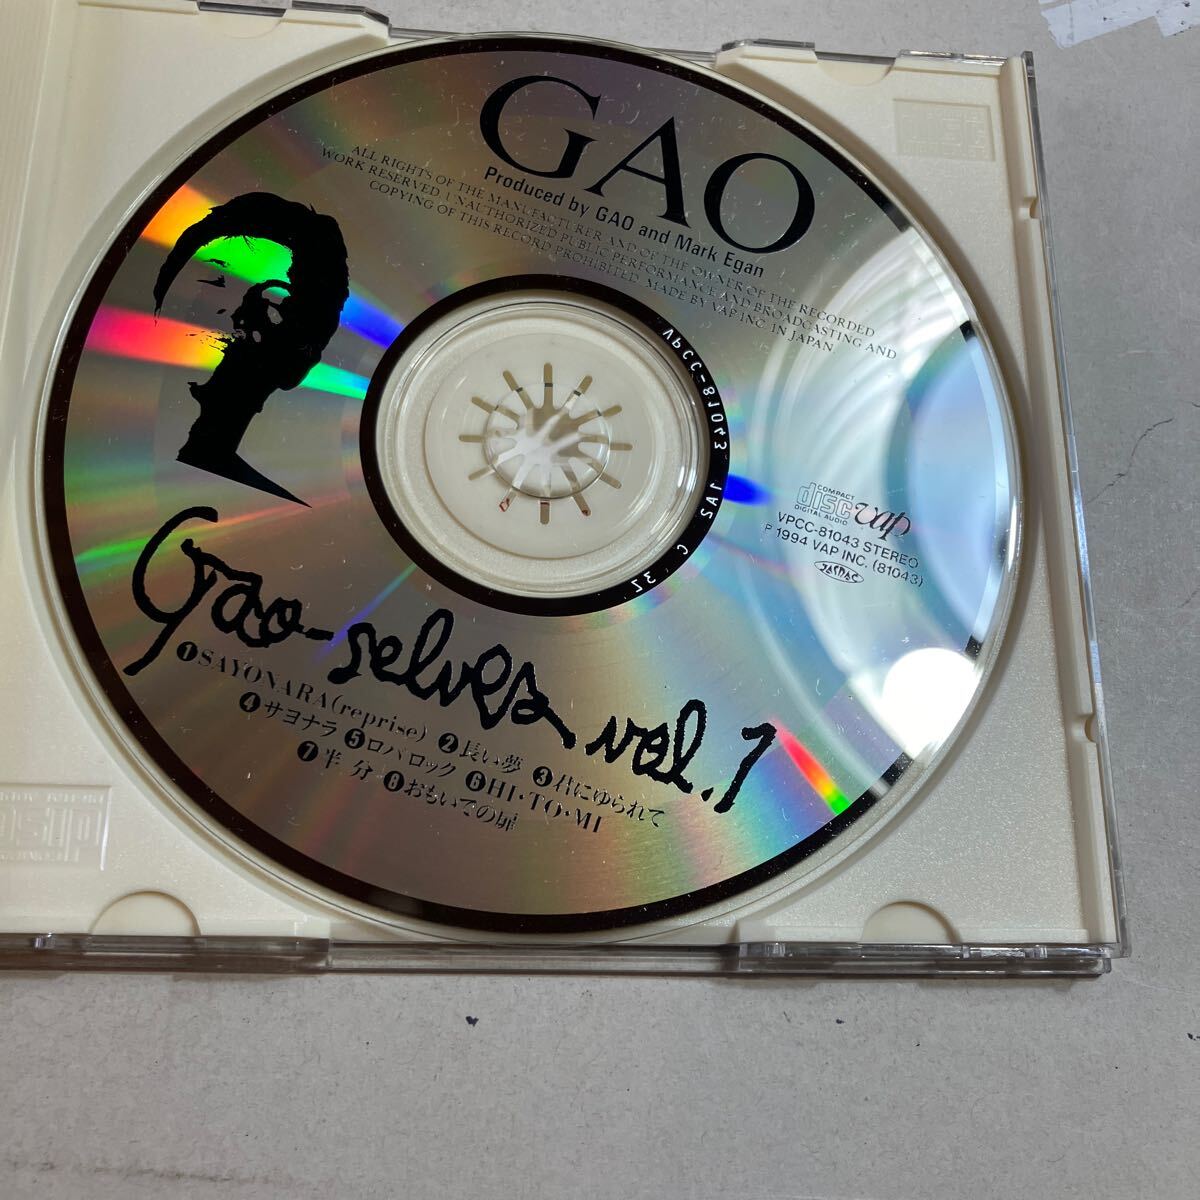 GAO
Produced by GAO and Mark Egan
ALL RIGHTS OF THE MANUFACTURER AND OF THE OWNER OF THE RECORDED
WORK RESERVED. UNAUTHORIZED PUBLIC PERFORMANCE AND BROADCASTING AND
COPYING OF THIS RECORD PROHIBITED. MADE BY VAP INC. IN JAPAN.
COMPACT
disc
DIGITAL AUDIO
vap
VPCC-81043 STEREO
℗ 1994 VAP INC. (81043)
JASRAC
Gao-selves vol.1
❶SAYONARA(reprise) ❷長い夢 ❸君にゆられて
❹サヨナラ ❺ロバロック ❻HI・TO・MI
❼半分 ❽おもいでの扉